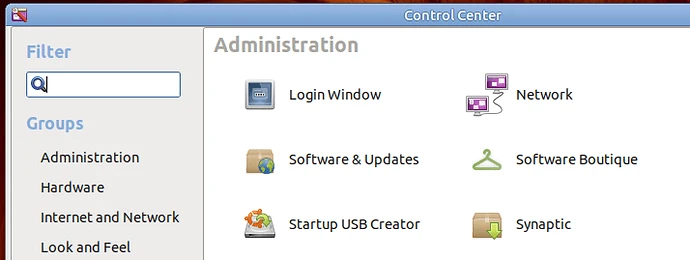 Control Center
Filter
Groups
Administration
Hardware
Internet and Network
Look and Feel
Administration
Login Window
Network
Software & Updates
Software Boutique
Startup USB Creator
Synaptic